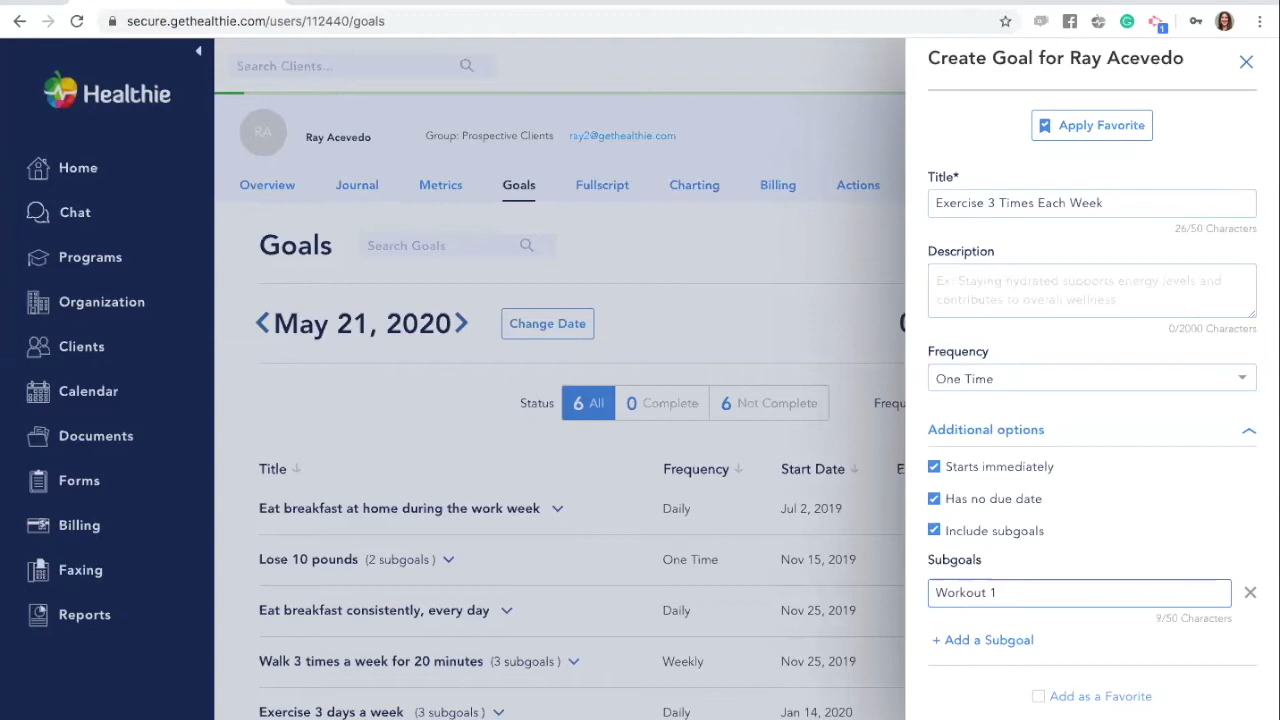 secure.gethealthie.com/users/112440/goals
1
Healthie
Home
Chat
Programs
Organization
Clients
Calendar
Documents
Forms
Billing
Faxing
Reports
Search Clients...
RA
Ray Acevedo
Group: Prospective Clients
ray2@gethealthie.com
Overview Journal Metrics Goals Fullscript Charting Billing Actions
Goals
Search Goals
May 21, 2020
Change Date
Status 6 All 0 Complete 6 Not Complete Frequ
Title Frequency Start Date E
Eat breakfast at home during the work week Daily Jul 2, 2019
Lose 10 pounds (2 subgoals ) One Time Nov 15, 2019
Eat breakfast consistently, every day Daily Nov 25, 2019
Walk 3 times a week for 20 minutes (3 subgoals ) Weekly Nov 25, 2019
Exercise 3 days a week (3 subgoals ) Daily Jan 14, 2020
Create Goal for Ray Acevedo
Apply Favorite
Title*
Exercise 3 Times Each Week
26/50 Characters
Description
Ex: Staying hydrated supports energy levels and
contributes to overall wellness
0/2000 Characters
Frequency
One Time
Additional options
Starts immediately
Has no due date
Include subgoals
Subgoals
Workout 1
9/50 Characters
+ Add a Subgoal
Add as a Favorite